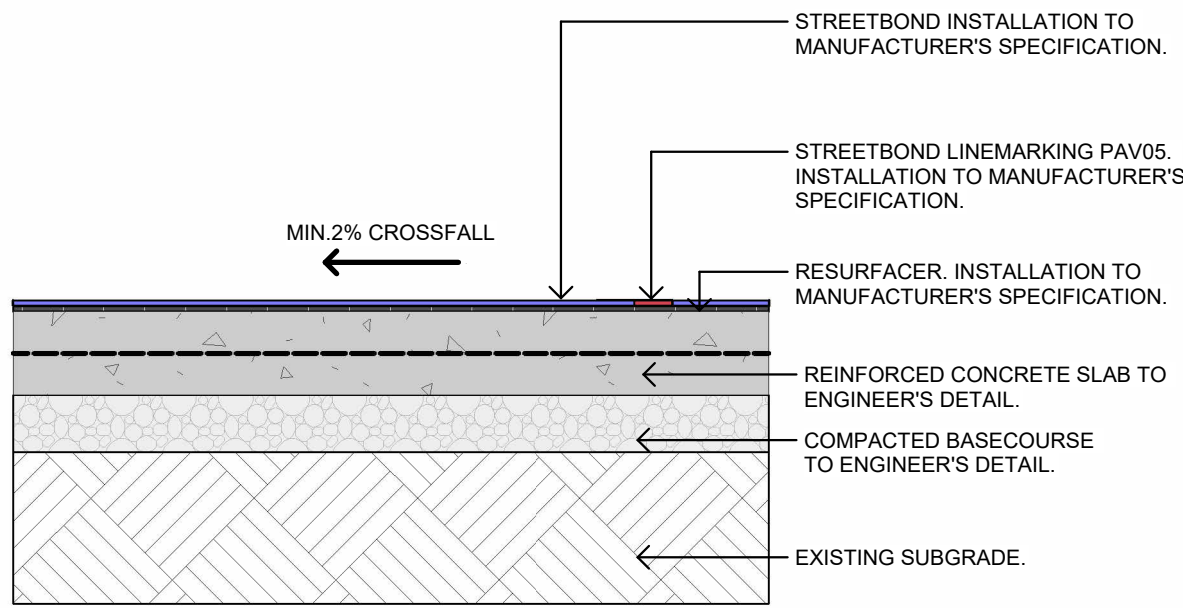 STREETBOND INSTALLATION TO
MANUFACTURER'S SPECIFICATION.
STREETBOND LINEMARKING PAV05.
INSTALLATION TO MANUFACTURER'S
SPECIFICATION.
MIN.2% CROSSFALL
RESURFACER. INSTALLATION TO
MANUFACTURER'S SPECIFICATION.
REINFORCED CONCRETE SLAB TO
ENGINEER'S DETAIL.
COMPACTED BASECOURSE
TO ENGINEER'S DETAIL.
EXISTING SUBGRADE.